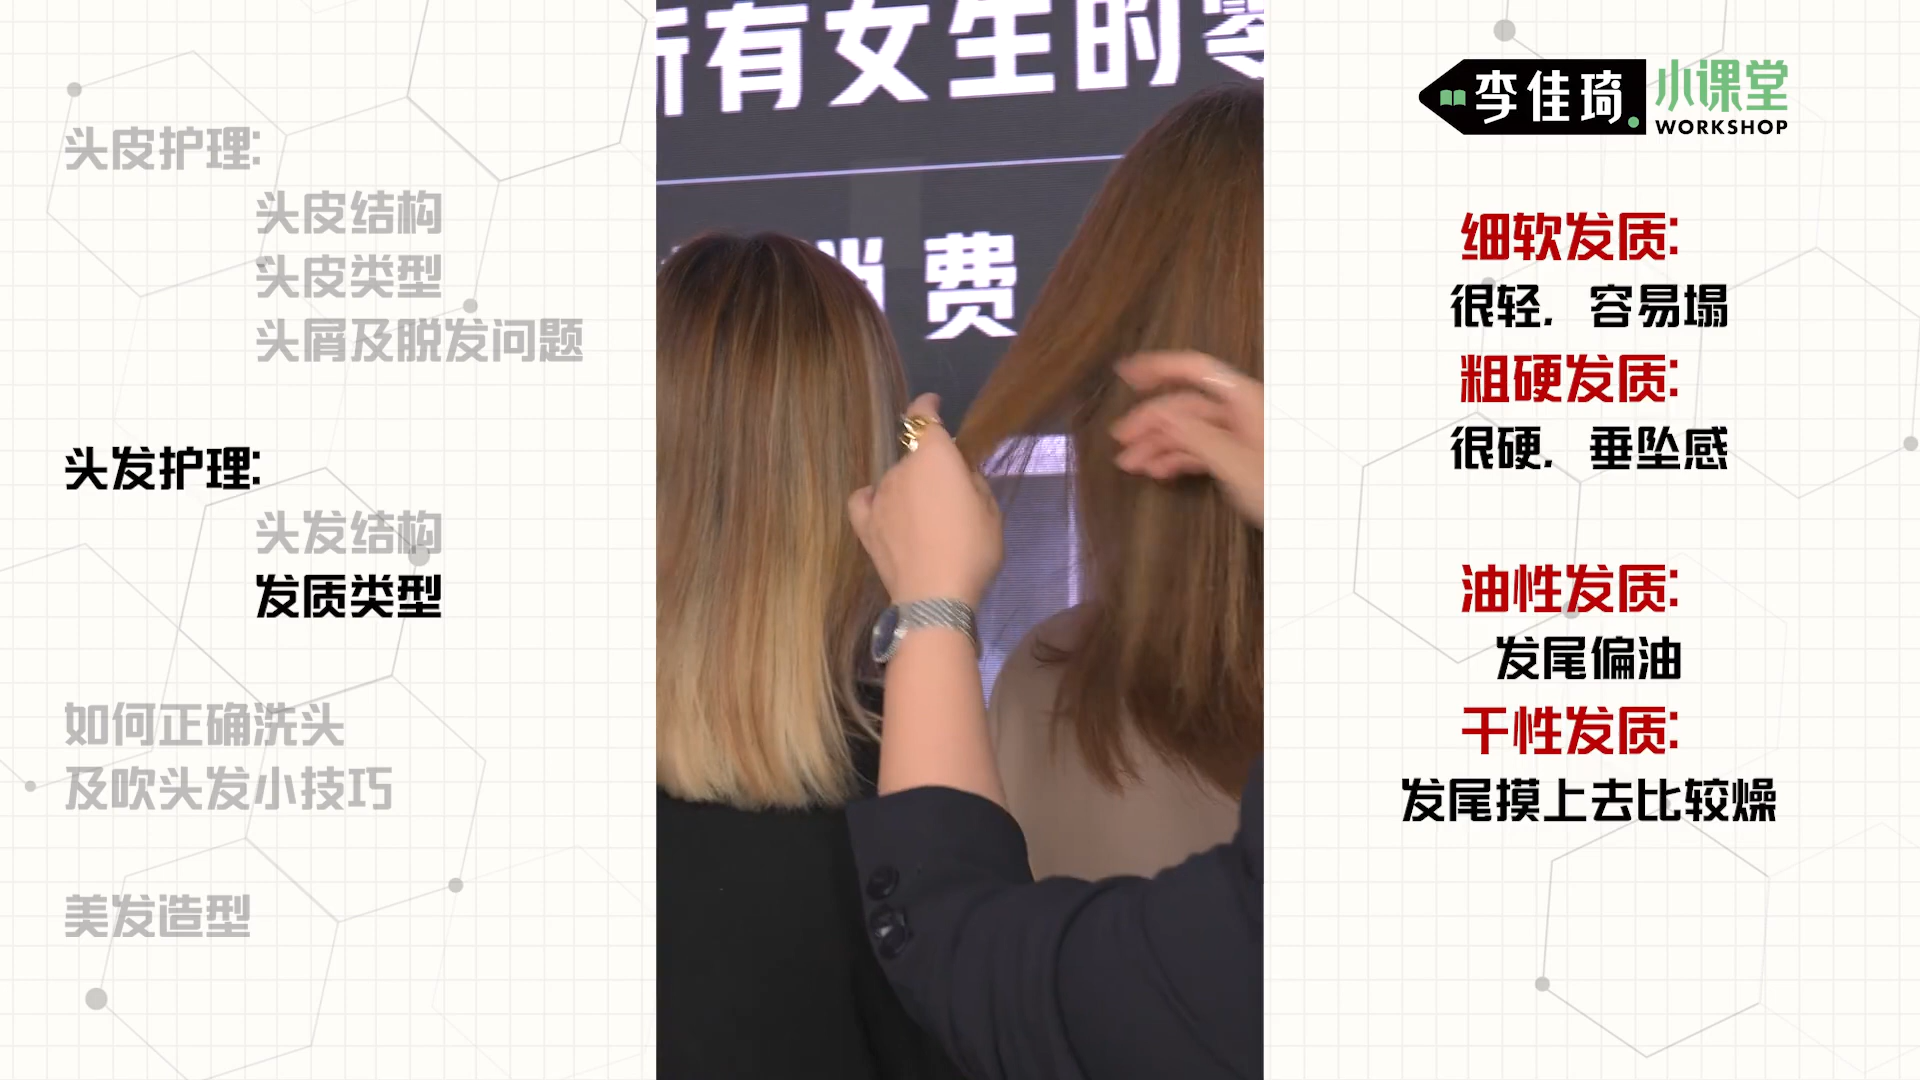 头皮护理:
头皮结构
头皮类型
头屑及脱发问题
头发护理:
头发结构
发质类型
如何正确洗头
及吹头发小技巧
美发造型
所有女生的零
消费
李佳琦小课堂
WORKSHOP
细软发质:
很轻，容易塌
粗硬发质:
很硬，垂坠感
油性发质:
发尾偏油
干性发质:
发尾摸上去比较燥